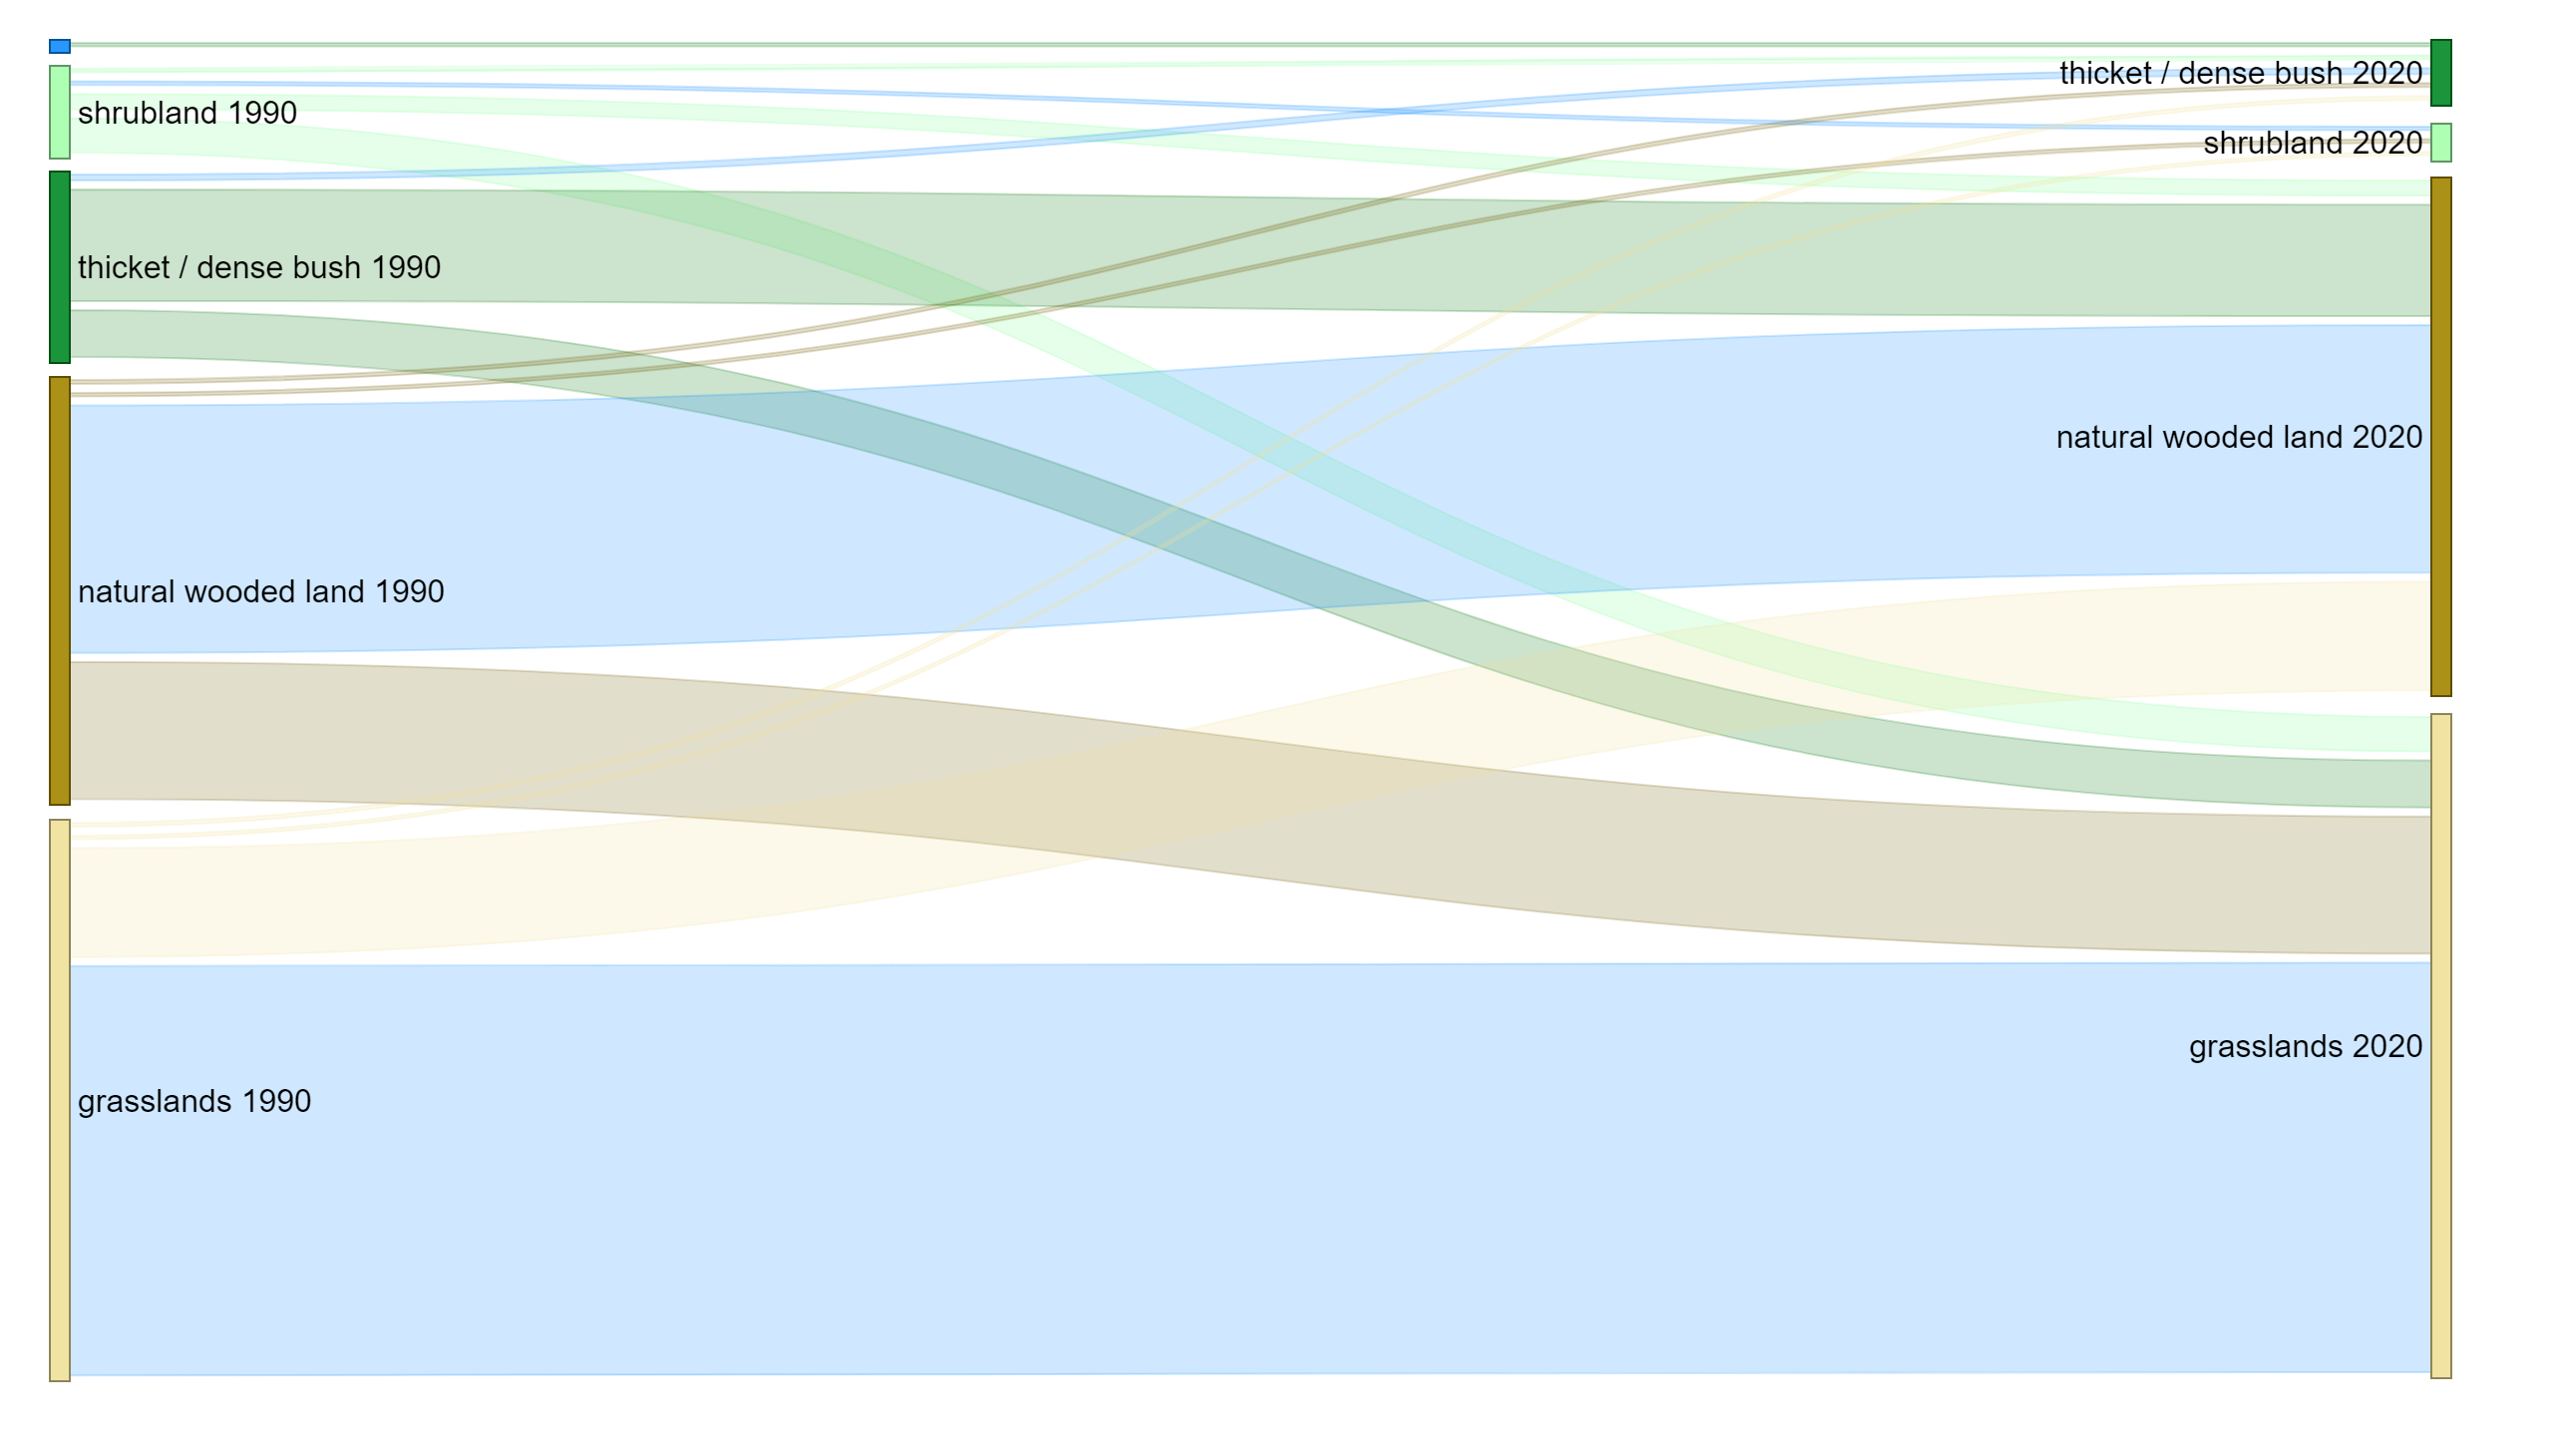 thicket / dense bush 2020
shrubland 1990
shrubland 2020
thicket / dense bush 1990
natural wooded land 2020
natural wooded land 1990
grasslands 2020
grasslands 1990